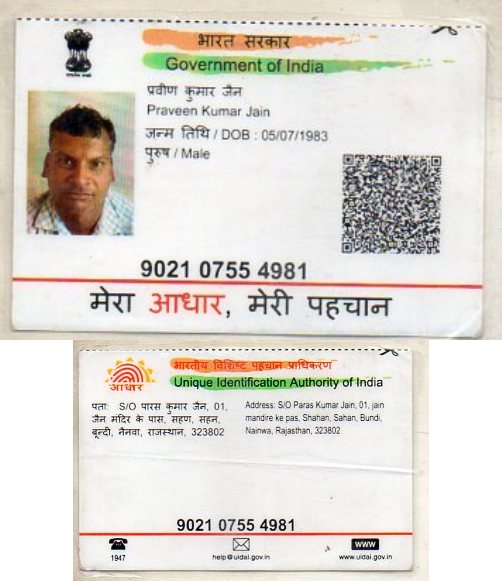 भारत सरकार
Government of India
प्रवीण कुमार जैन
Praveen Kumar Jain
जन्म तिथि / DOB : 05/07/1983
पुरुष / Male
9021 0755 4981
मेरा आधार, मेरी पहचान
भारतीय विशिष्ट पहचान प्राधिकरण
Unique Identification Authority of India
आधार
पता: S/O पारस कुमार जैन, 01,
जैन मंदिर के पास, सहण, सहन,
बून्दी, नैनवा, राजस्थान, 323802
Address: S/O Paras Kumar Jain, 01, jain
mandire ke pas, Shahan, Sahan, Bundi,
Nainwa, Rajasthan, 323802
9021 0755 4981
1947
help@uidai.gov.in
www
www.uidai.gov.in